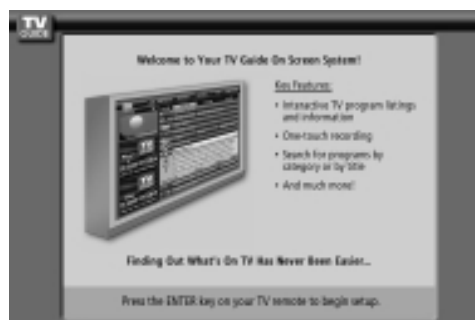 TV
GUIDE
Welcome to Your TV Guide On Screen System!
Key Features:
• Interactive TV program listings
and information
• One-touch recording
• Search for programs by
category or by title
• And much more!
Finding Out What's On TV Has Never Been Easier...
Press the ENTER key on your TV remote to begin setup.